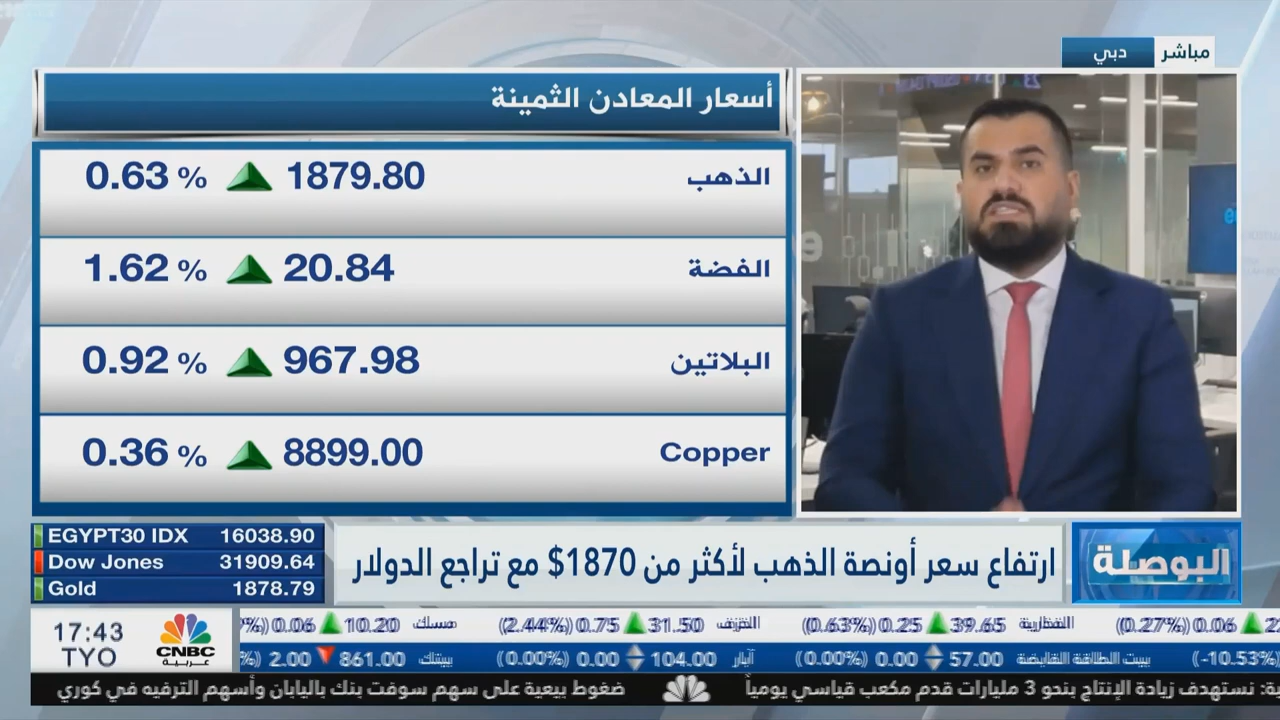 مباشر دبي
أسعار المعادن الثمينة
الذهب 1879.80 0.63 %
الفضة 20.84 1.62 %
البلاتين 967.98 0.92 %
Copper 8899.00 0.36 %
البوصلة
ارتفاع سعر أونصة الذهب لأكثر من 1870$ مع تراجع الدولار
EGYPT30 IDX 16038.90
Dow Jones 31909.64
Gold 1878.79
17:43
TYO
CNBC
عربية
(0.27%) 0.06 القطرية 39.65 0.25 (0.63%) الخزف 31.50 0.75 (2.44%) مسك 10.20 0.06
(-10.53%) بيت الطاقة القابضة 57.00 0.00 (0.00%) آبار 104.00 0.00 (0.00%) بيتك 861.00 2.00
نستهدف زيادة الإنتاج بنحو 3 مليارات قدم مكعب قياسي يومياً ضغوط بيعية على سهم سوفت بنك باليابان وأسهم الترفيه في كوري